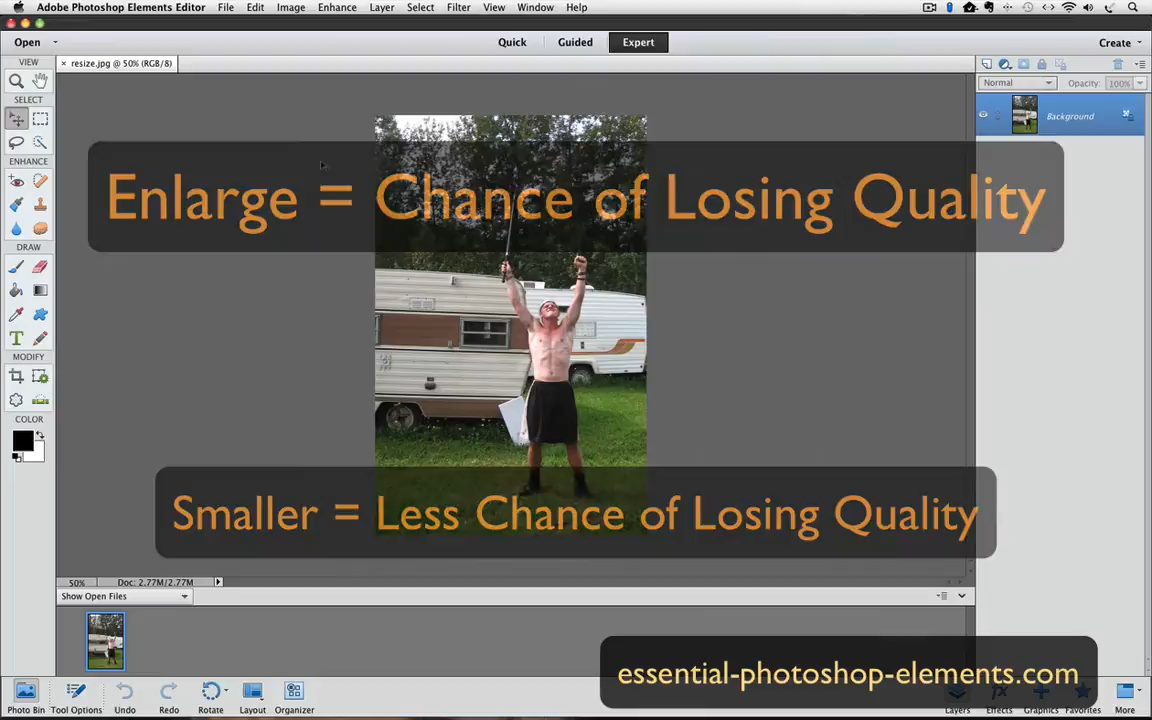 Adobe Photoshop Elements Editor File Edit Image Enhance Layer Select Filter View Window Help
Open Quick Guided Expert Create
VIEW
× resize.jpg @ 50% (RGB/8)
Normal Opacity: 100%
SELECT
Background
ENHANCE
Enlarge = Chance of Losing Quality
DRAW
MODIFY
COLOR
Smaller = Less Chance of Losing Quality
50% Doc: 2.77M/2.77M
Show Open Files
essential-photoshop-elements.com
Photo Bin Tool Options Undo Redo Rotate Layout Organizer Layers Effects Graphics Favorites More